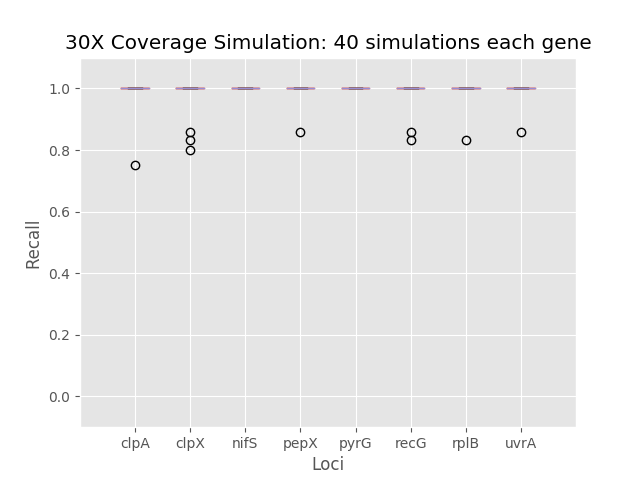 30X Coverage Simulation: 40 simulations each gene
1.0
0.8
0.6
0.4
0.2
0.0
Recall
clpA clpX nifS pepX pyrG recG rplB uvrA
Loci